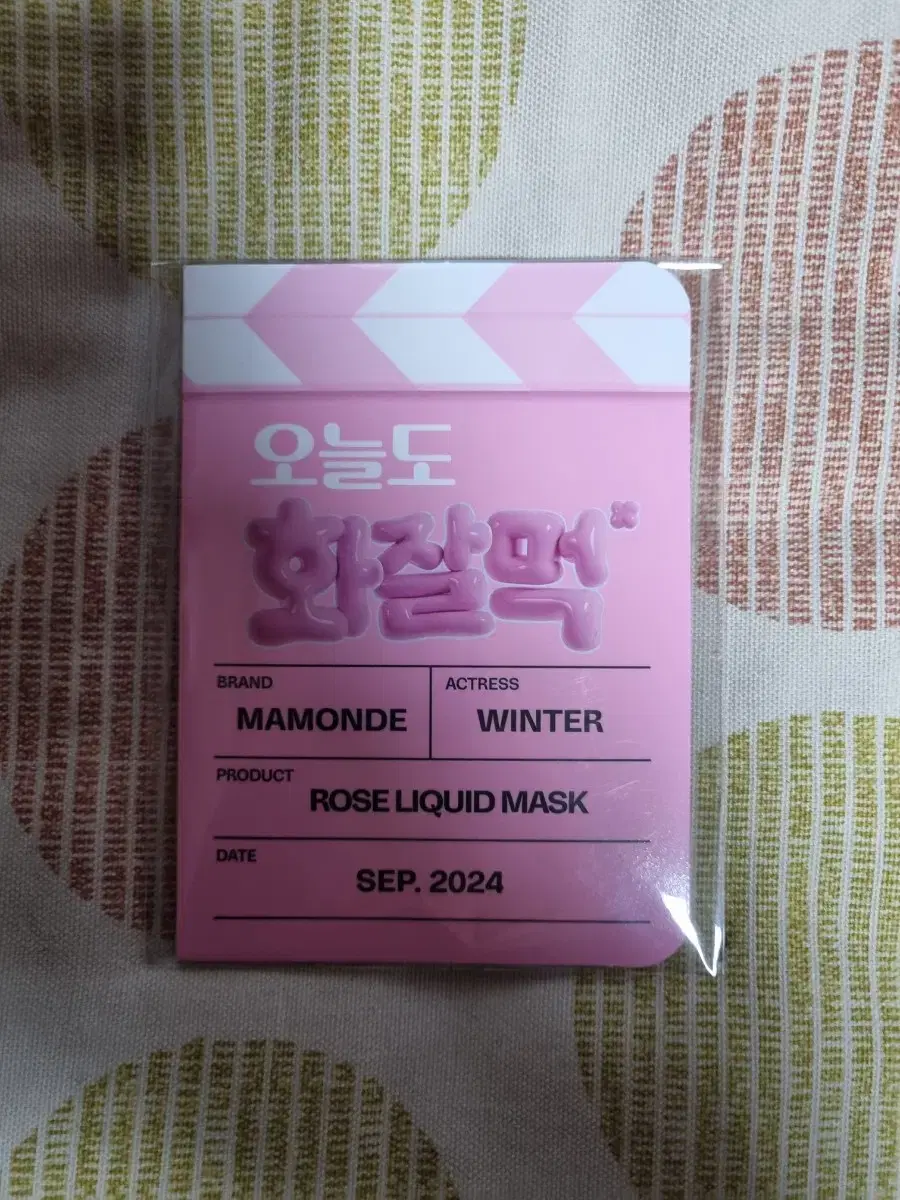 오늘도
화잘먹
BRAND
ACTRESS
MAMONDE
WINTER
PRODUCT
ROSE LIQUID MASK
DATE
SEP. 2024